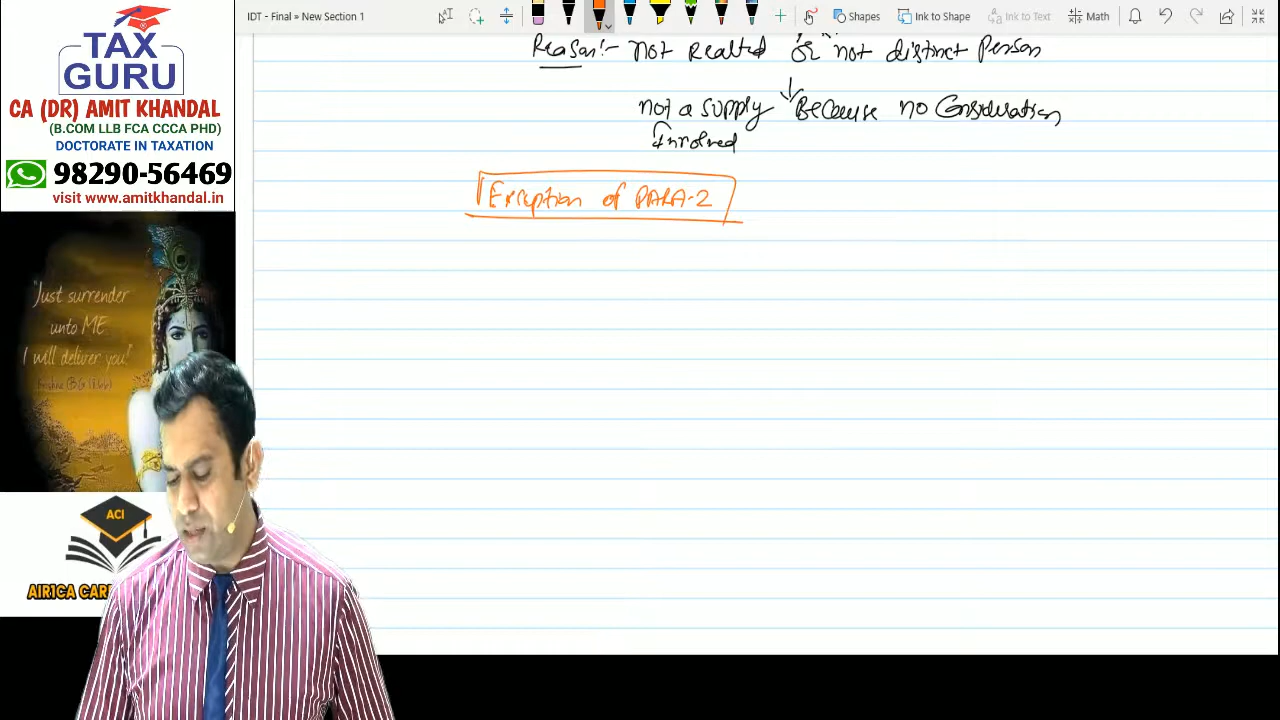 TAX
GURU
CA (DR) AMIT KHANDAL
(B.COM LLB FCA CCCA PHD)
DOCTORATE IN TAXATION
98290-56469
visit www.amitkhandal.in
"Just surrender
unto ME
I will deliver you!"
ACI
AIR1CA CAR
IDT - Final » New Section 1
Shapes
Ink to Shape
Ink to Text
Math
Reason:- not Realted or not distinct Person
not a supply Because no Consideration
involved
Exception of PARA-2